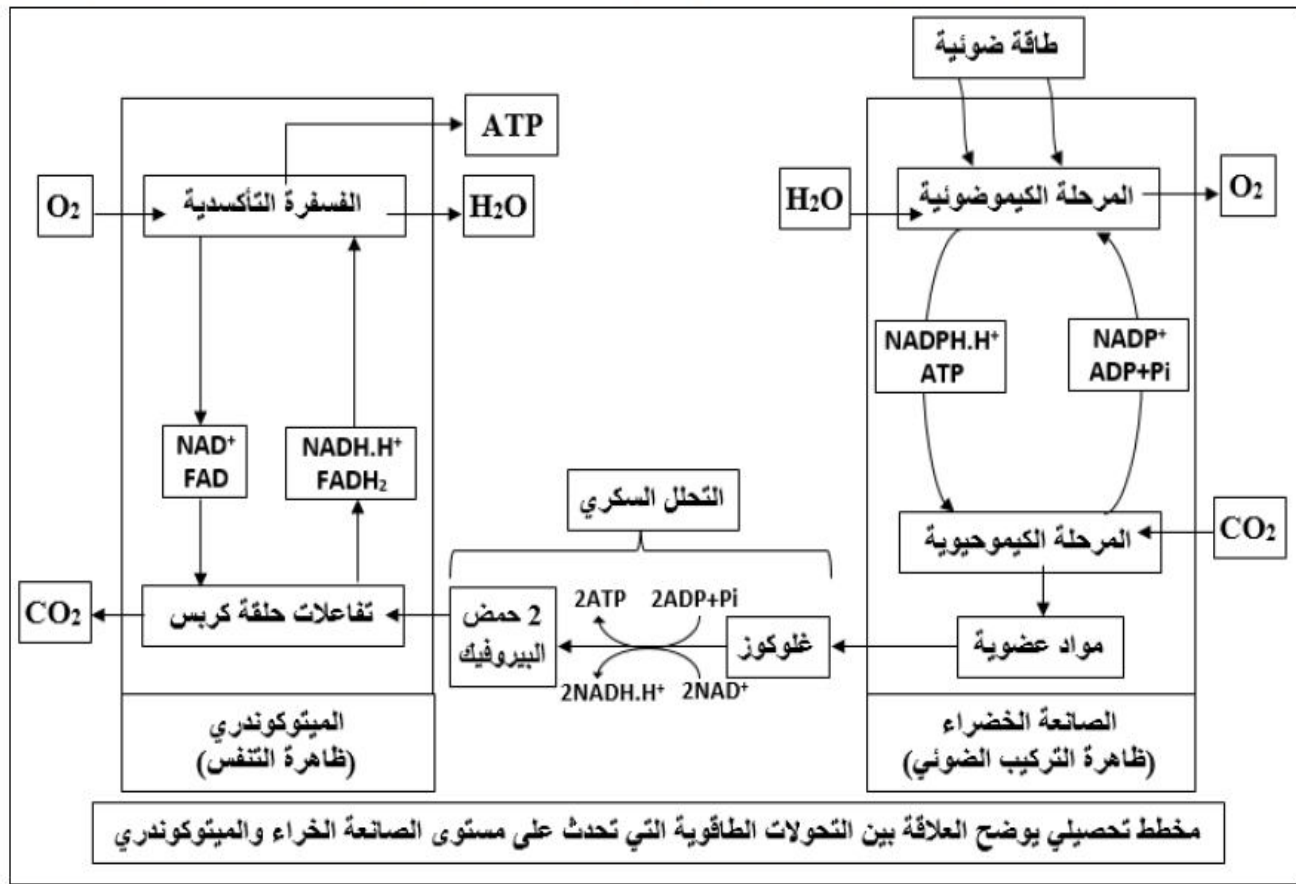 طاقة ضوئية
المرحلة الكيموضوئية
H₂O
O₂
NADPH.H⁺
ATP
NADP⁺
ADP+Pi
المرحلة الكيموحيوية
CO₂
مواد عضوية
الصانعة الخضراء
(ظاهرة التركيب الضوئي)
التحلل السكري
غلوكوز
2ATP
2ADP+Pi
2NADH.H⁺
2NAD⁺
2 حمض
البيروفيك
ATP
الفسفرة التأكسدية
O₂
H₂O
NAD⁺
FAD
NADH.H⁺
FADH₂
تفاعلات حلقة كربس
CO₂
الميتوكوندري
(ظاهرة التنفس)
مخطط تحصيلي يوضح العلاقة بين التحولات الطاقوية التي تحدث على مستوى الصانعة الخراء والميتوكوندري